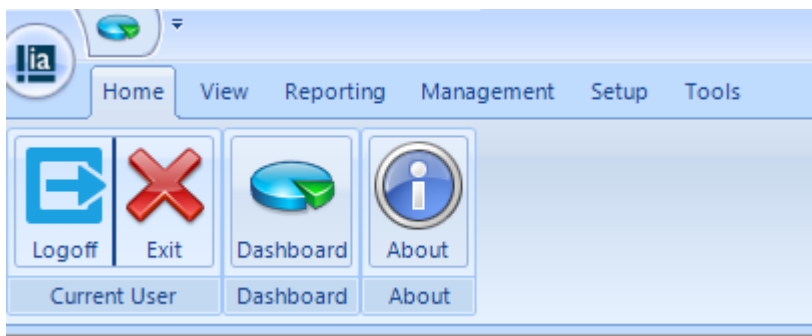 ia
Home View Reporting Management Setup Tools
Logoff Exit Dashboard About
Current User Dashboard About